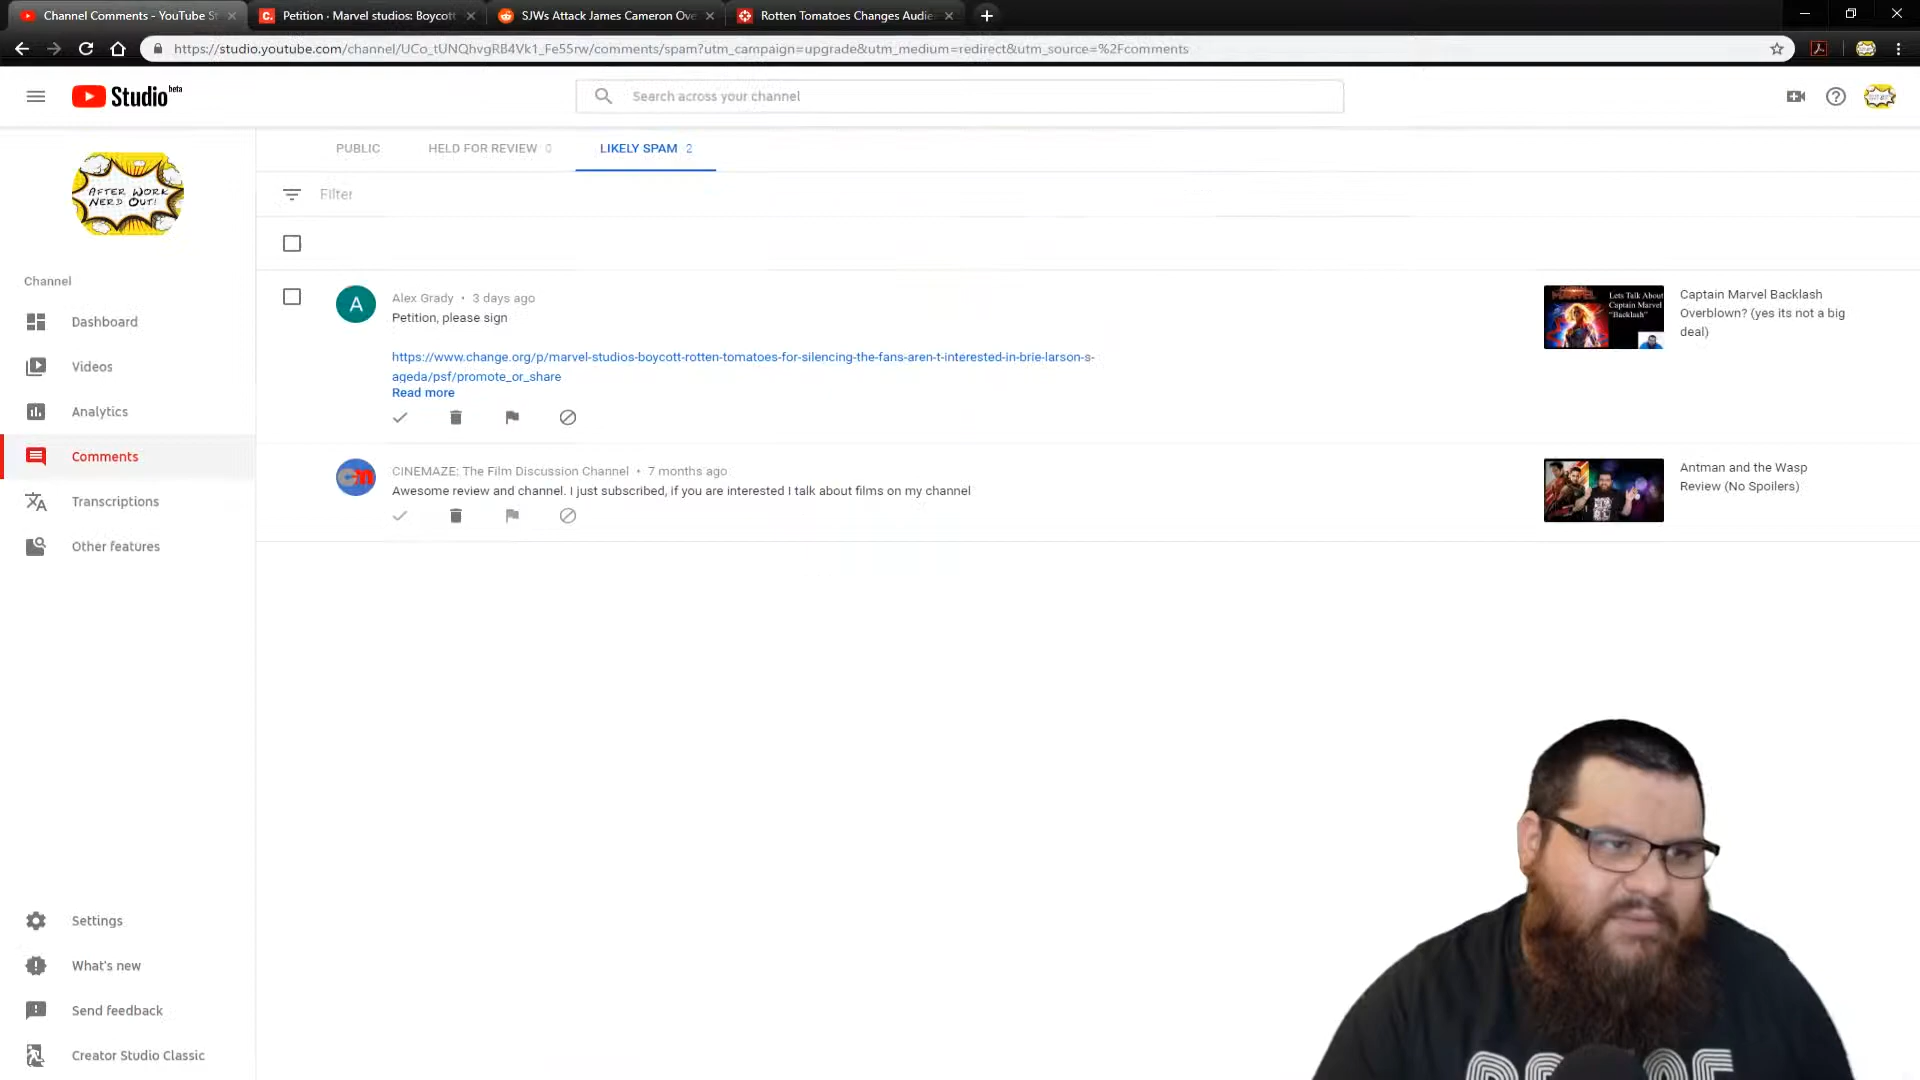 Channel Comments - YouTube St
Petition · Marvel studios: Boycott
SJWs Attack James Cameron Ove
Rotten Tomatoes Changes Audie
https://studio.youtube.com/channel/UCo_tUNQhvgRB4Vk1_Fe55rw/comments/spam?utm_campaign=upgrade&utm_medium=redirect&utm_source=%2Fcomments
Studio beta
Search across your channel
AFTER WORK
NERD OUT!
PUBLIC
HELD FOR REVIEW 0
LIKELY SPAM 2
Filter
Channel
Dashboard
Videos
Analytics
Comments
Transcriptions
Other features
Settings
What's new
Send feedback
Creator Studio Classic
A
Alex Grady • 3 days ago
Petition, please sign
https://www.change.org/p/marvel-studios-boycott-rotten-tomatoes-for-silencing-the-fans-aren-t-interested-in-brie-larson-s-
ageda/psf/promote_or_share
Read more
Lets Talk About
Captain Marvel
"Backlash"
Captain Marvel Backlash
Overblown? (yes its not a big
deal)
CINEMAZE: The Film Discussion Channel • 7 months ago
Awesome review and channel. I just subscribed, if you are interested I talk about films on my channel
Antman and the Wasp
Review (No Spoilers)